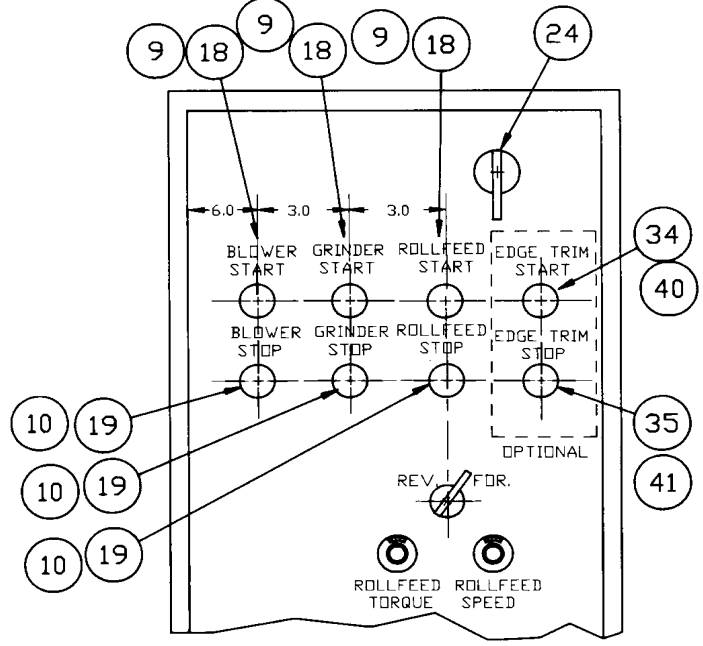 9 18 9 18 9 18 24
6.0 3.0 3.0
BLOWER GRINDER ROLLFEED EDGE TRIM
START START START START
34
40
BLOWER GRINDER ROLLFEED EDGE TRIM
STOP STOP STOP STOP
10 19
35
OPTIONAL
10 19
41
REV. FOR.
10 19
ROLLFEED ROLLFEED
TORQUE SPEED